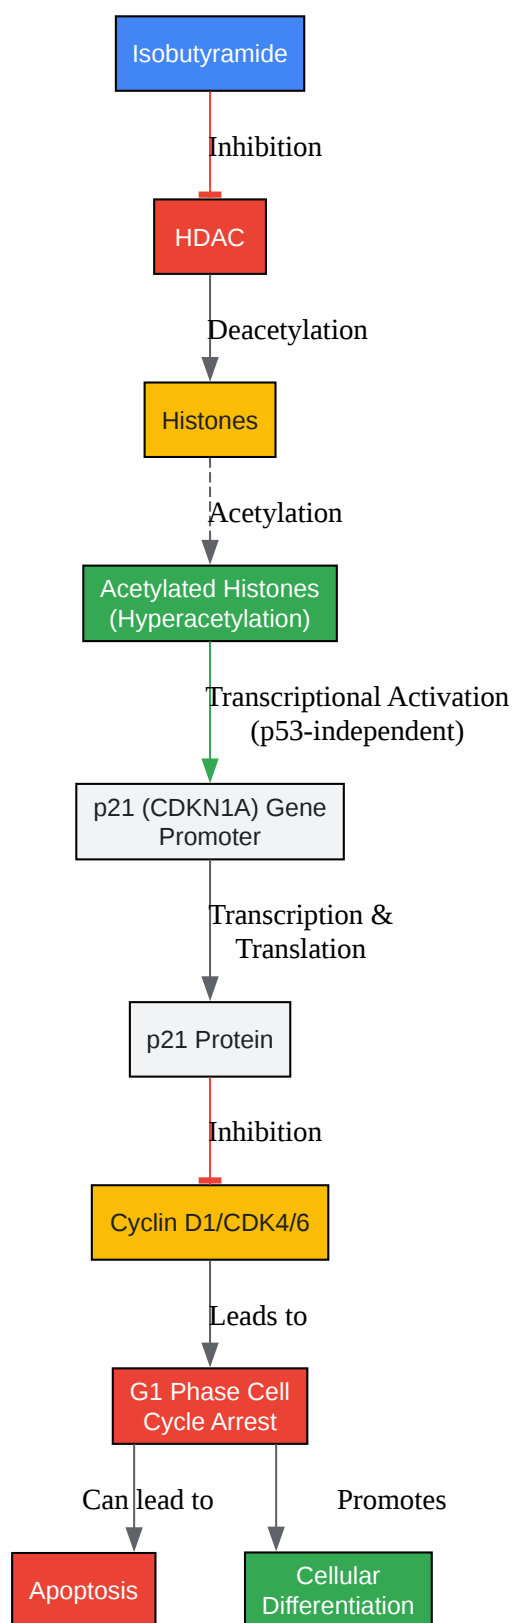 Isobutyramide
Inhibition
HDAC
Deacetylation
Histones
Acetylation
Acetylated Histones
(Hyperacetylation)
Transcriptional Activation
(p53-independent)
p21 (CDKN1A) Gene
Promoter
Transcription &
Translation
p21 Protein
Inhibition
Cyclin D1/CDK4/6
Leads to
G1 Phase Cell
Cycle Arrest
Can lead to
Promotes
Apoptosis
Cellular
Differentiation